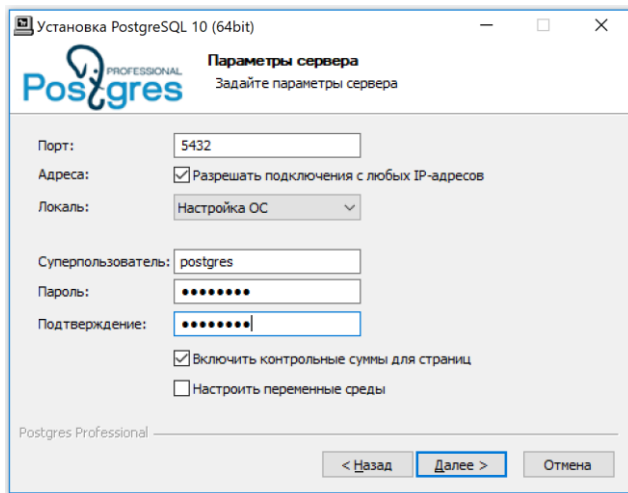 Установка PostgreSQL 10 (64bit)
PROFESSIONAL
Postgres
Параметры сервера
Задайте параметры сервера
Порт: 5432
Адреса: Разрешать подключения с любых IP-адресов
Локаль: Настройка ОС
Суперпользователь: postgres
Пароль: ●●●●●●●●
Подтверждение: ●●●●●●●●
Включить контрольные суммы для страниц
Настроить переменные среды
Postgres Professional
< Назад Далее > Отмена